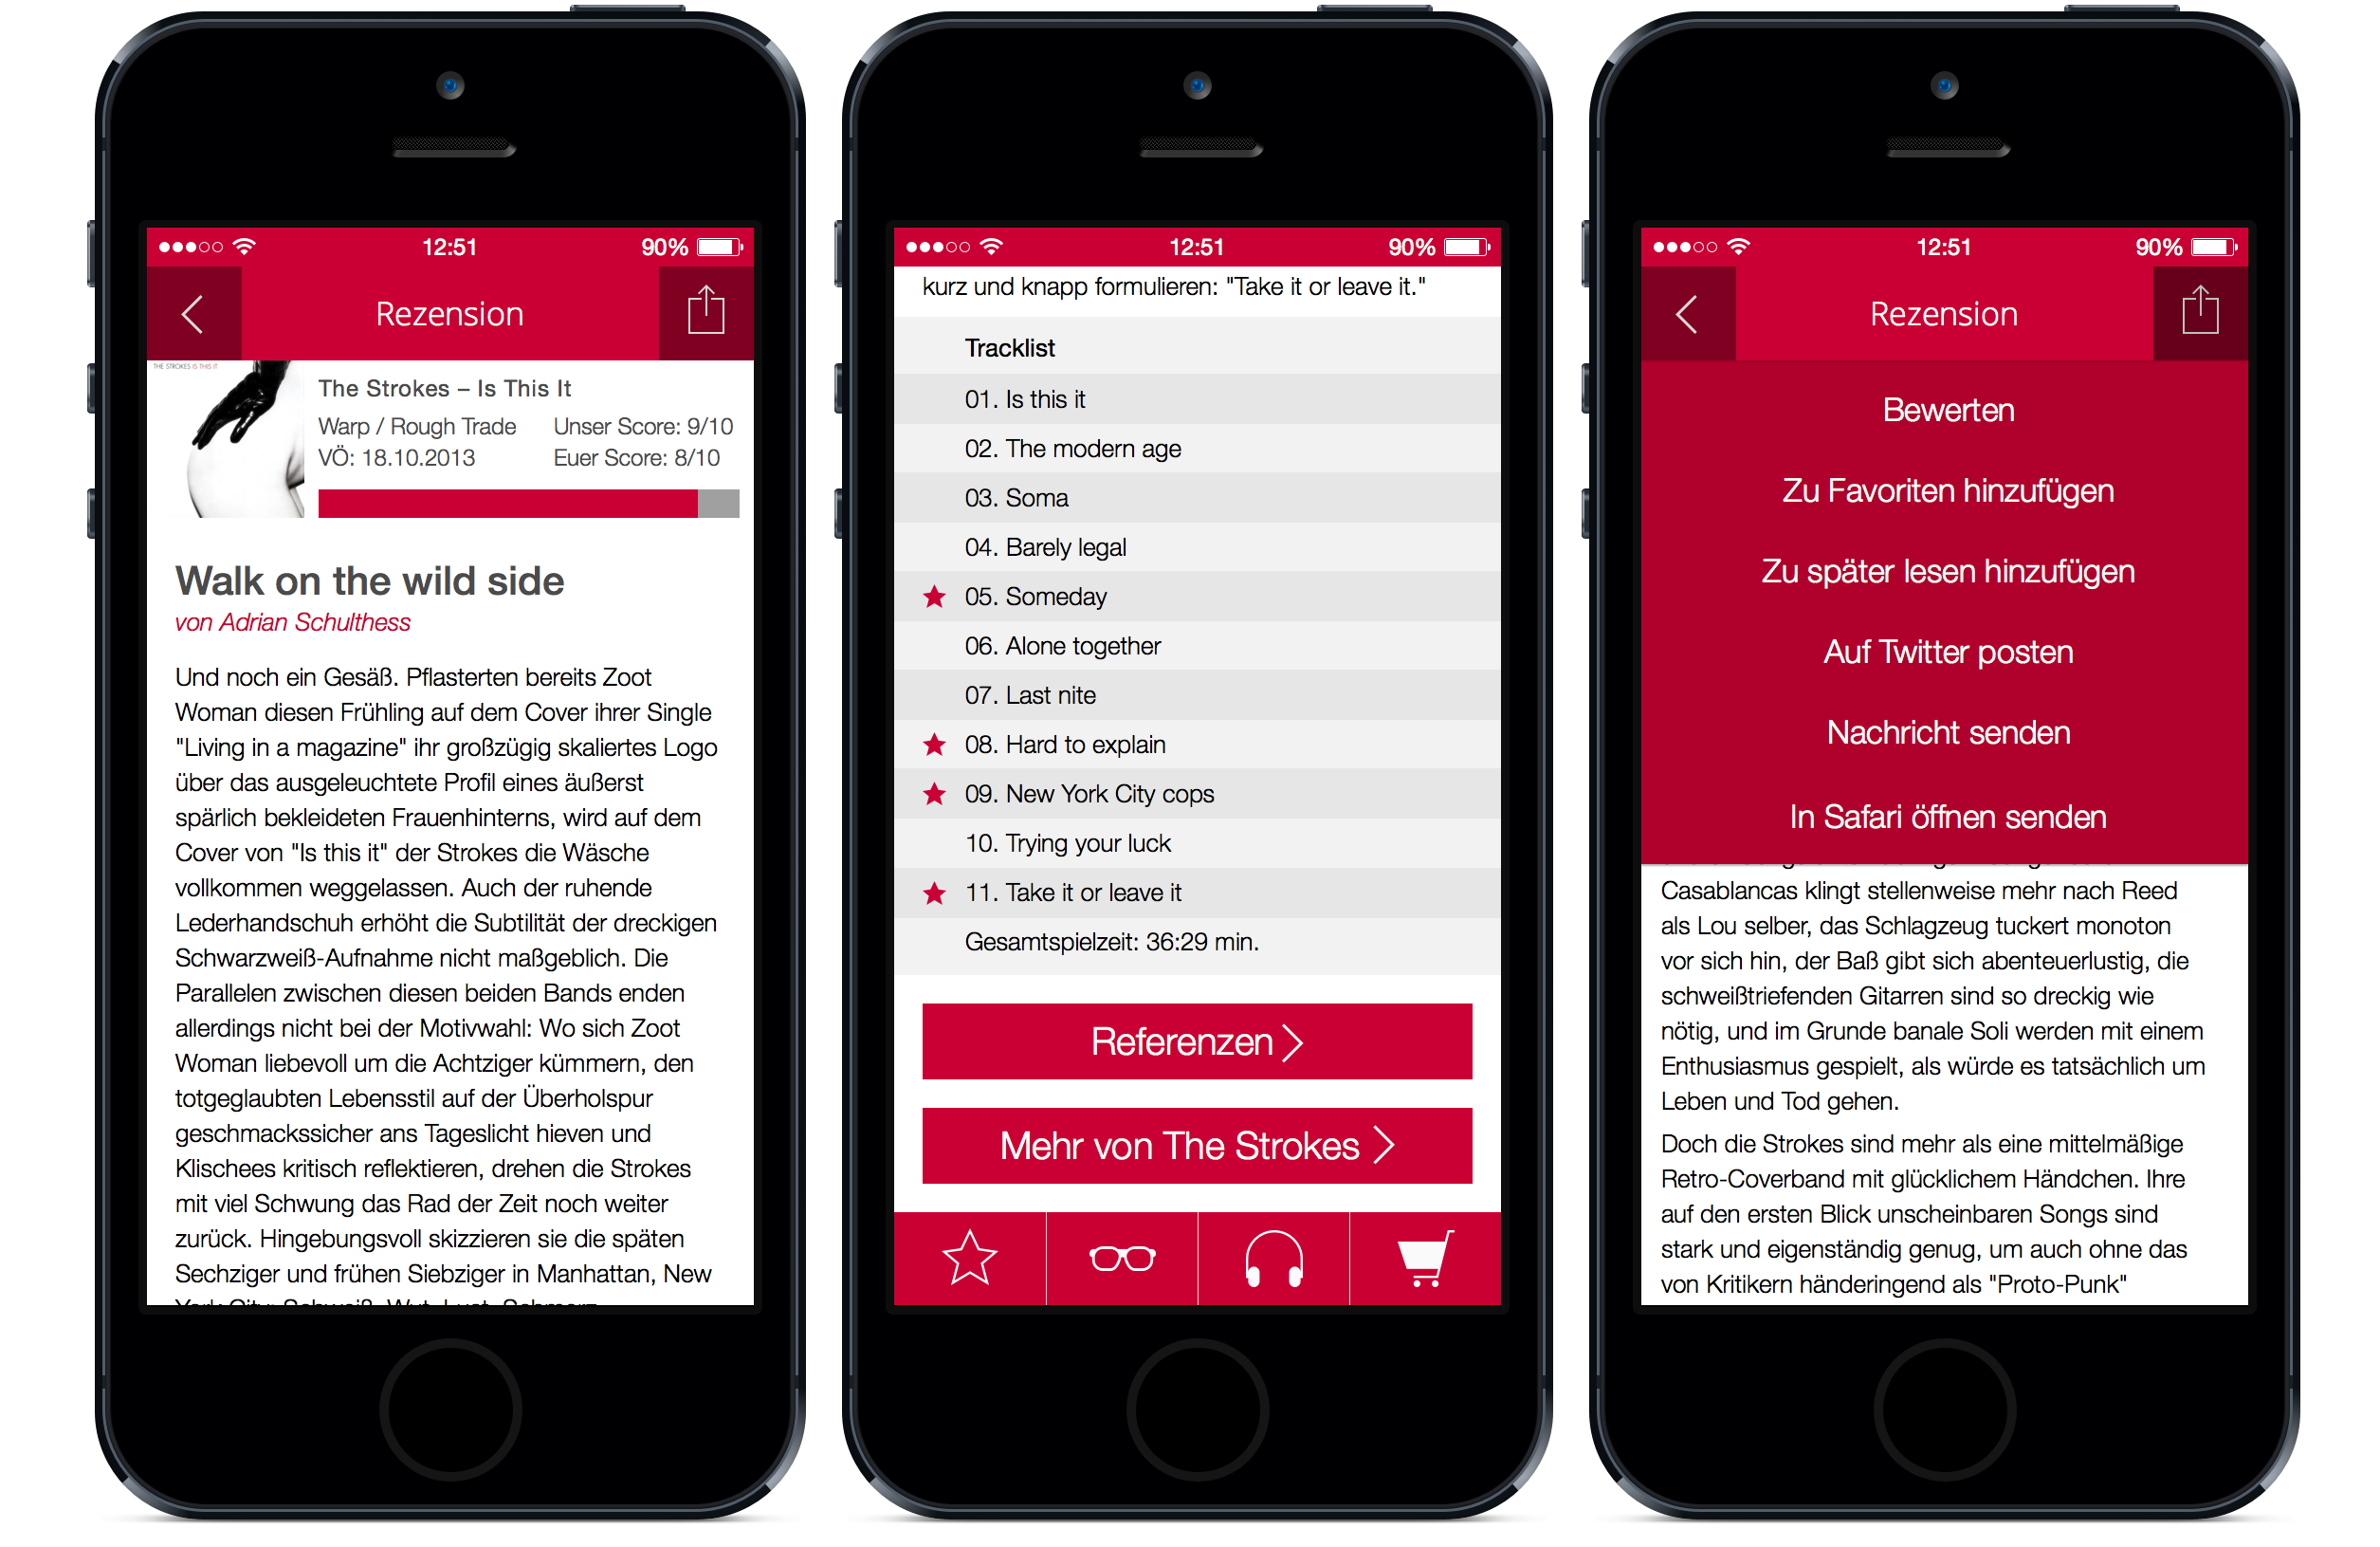 12:51
90%
Rezension
THE STROKES IS THIS IT
The Strokes – Is This It
Warp / Rough Trade
Unser Score: 9/10
VÖ: 18.10.2013
Euer Score: 8/10
Walk on the wild side
von Adrian Schulthess
Und noch ein Gesäß. Pflasterten bereits Zoot
Woman diesen Frühling auf dem Cover ihrer Single
"Living in a magazine" ihr großzügig skaliertes Logo
über das ausgeleuchtete Profil eines äußerst
spärlich bekleideten Frauenhinterns, wird auf dem
Cover von "Is this it" der Strokes die Wäsche
vollkommen weggelassen. Auch der ruhende
Lederhandschuh erhöht die Subtilität der dreckigen
Schwarzweiß-Aufnahme nicht maßgeblich. Die
Parallelen zwischen diesen beiden Bands enden
allerdings nicht bei der Motivwahl: Wo sich Zoot
Woman liebevoll um die Achtziger kümmern, den
totgeglaubten Lebensstil auf der Überholspur
geschmackssicher ans Tageslicht hieven und
Klischees kritisch reflektieren, drehen die Strokes
mit viel Schwung das Rad der Zeit noch weiter
zurück. Hingebungsvoll skizzieren sie die späten
Sechziger und frühen Siebziger in Manhattan, New
York City: Schweiß, Wut, Lust, Schmerz
12:51
90%
kurz und knapp formulieren: "Take it or leave it."
Tracklist
01. Is this it
02. The modern age
03. Soma
04. Barely legal
05. Someday
06. Alone together
07. Last nite
08. Hard to explain
09. New York City cops
10. Trying your luck
11. Take it or leave it
Gesamtspielzeit: 36:29 min.
Referenzen
Mehr von The Strokes
12:51
90%
Rezension
Bewerten
Zu Favoriten hinzufügen
Zu später lesen hinzufügen
Auf Twitter posten
Nachricht senden
In Safari öffnen senden
Casablancas klingt stellenweise mehr nach Reed
als Lou selber, das Schlagzeug tuckert monoton
vor sich hin, der Baß gibt sich abenteuerlustig, die
schweißtriefenden Gitarren sind so dreckig wie
nötig, und im Grunde banale Soli werden mit einem
Enthusiasmus gespielt, als würde es tatsächlich um
Leben und Tod gehen.
Doch die Strokes sind mehr als eine mittelmäßige
Retro-Coverband mit glücklichem Händchen. Ihre
auf den ersten Blick unscheinbaren Songs sind
stark und eigenständig genug, um auch ohne das
von Kritikern händeringend als "Proto-Punk"